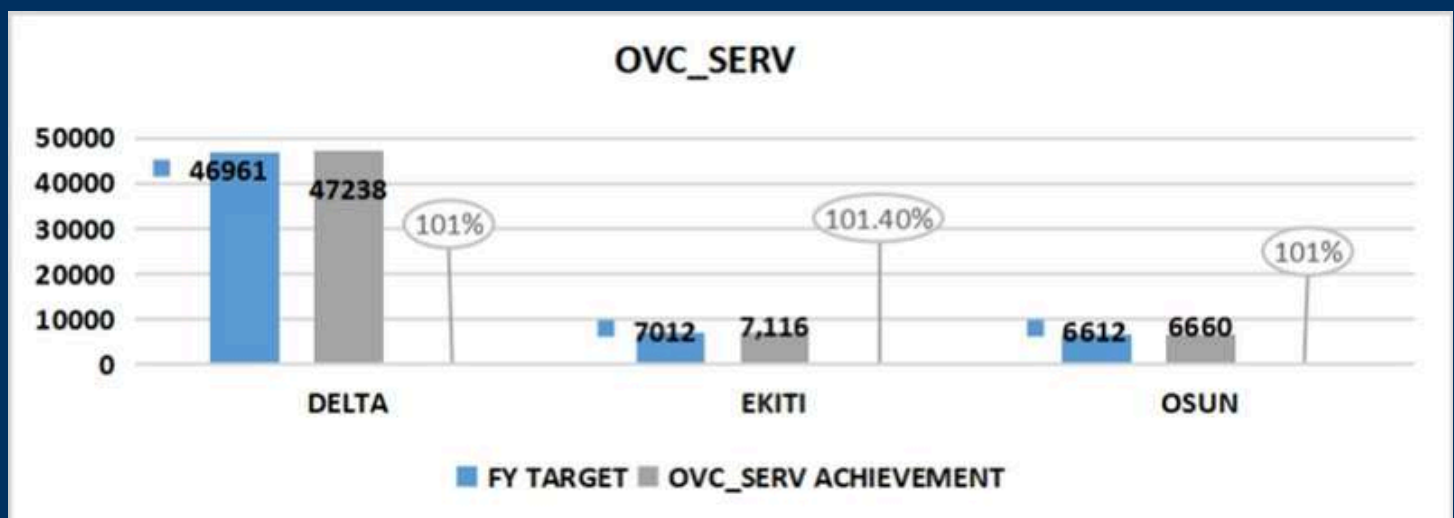 OVC_SERV
50000
40000
30000
20000
10000
0
46961
47238
101%
7012
7,116
101.40%
6612
6660
101%
DELTA
EKITI
OSUN
FY TARGET
OVC_SERV ACHIEVEMENT